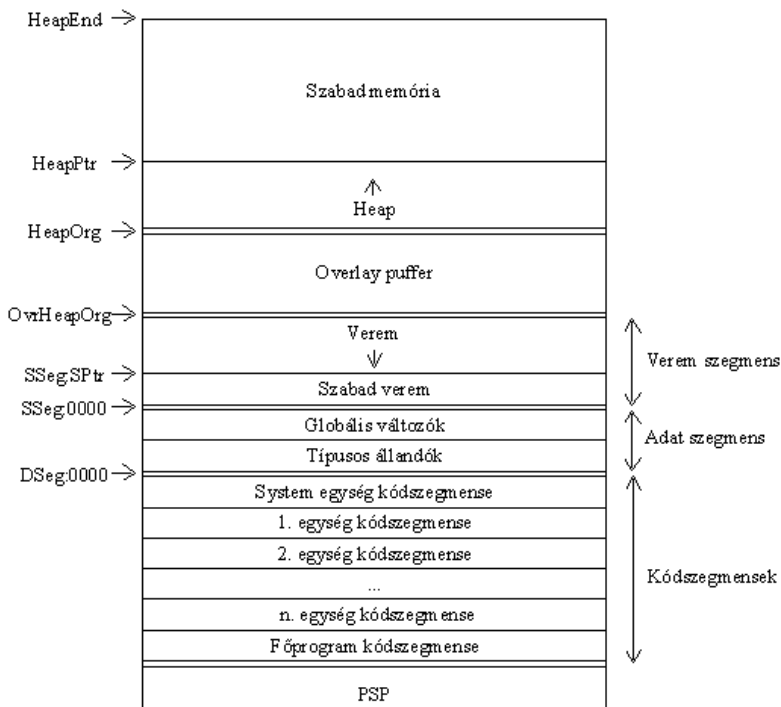 HeapEnd
Szabad memória
HeapPtr
Heap
HeapOrg
Overlay puffer
OvrHeapOrg
Verem
Verem szegmens
SSeg:SPtr
Szabad verem
SSeg:0000
Globális változók
Adat szegmens
Típusos állandók
DSeg:0000
System egység kódszegmense
1. egység kódszegmense
2. egység kódszegmense
Kódszegmensek
...
n. egység kódszegmense
Főprogram kódszegmense
PSP